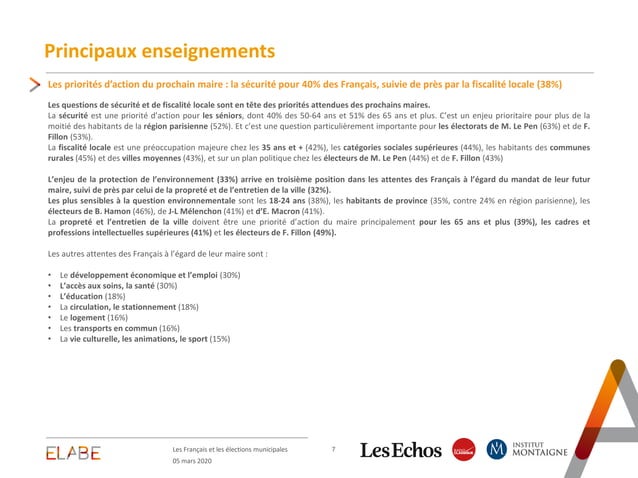 Principaux enseignements
Les priorités d'action du prochain maire : la sécurité pour 40% des Français, suivie de près par la fiscalité locale (38%)
Les questions de sécurité et de fiscalité locale sont en tête des priorités attendues des prochains maires.
La sécurité est une priorité d'action pour les séniors, dont 40% des 50-64 ans et 51% des 65 ans et plus. C'est un enjeu prioritaire pour plus de la
moitié des habitants de la région parisienne (52%). Et c'est une question particulièrement importante pour les électorats de M. Le Pen (63%) et de F.
Fillon (53%).
La fiscalité locale est une préoccupation majeure chez les 35 ans et + (42%), les catégories sociales supérieures (44%), les habitants des communes
rurales (45%) et des villes moyennes (43%), et sur un plan politique chez les électeurs de M. Le Pen (44%) et de F. Fillon (43%)
L'enjeu de la protection de l'environnement (33%) arrive en troisième position dans les attentes des Français à l'égard du mandat de leur futur
maire, suivi de près par celui de la propreté et de l'entretien de la ville (32%).
Les plus sensibles à la question environnementale sont les 18-24 ans (38%), les habitants de province (35%, contre 24% en région parisienne), les
électeurs de B. Hamon (46%), de J-L Mélenchon (41%) et d'E. Macron (41%).
La propreté et l'entretien de la ville doivent être une priorité d'action du maire principalement pour les 65 ans et plus (39%), les cadres et
professions intellectuelles supérieures (41%) et les électeurs de F. Fillon (49%).
Les autres attentes des Français à l'égard de leur maire sont :
• Le développement économique et l'emploi (30%)
• L'accès aux soins, la santé (30%)
• L'éducation (18%)
• La circulation, le stationnement (18%)
• Le logement (16%)
• Les transports en commun (16%)
• La vie culturelle, les animations, le sport (15%)
ELABE
Les Français et les élections municipales
7
05 mars 2020
LesEchos
RADIO CLASSIQUE
M
INSTITUT
MONTAIGNE